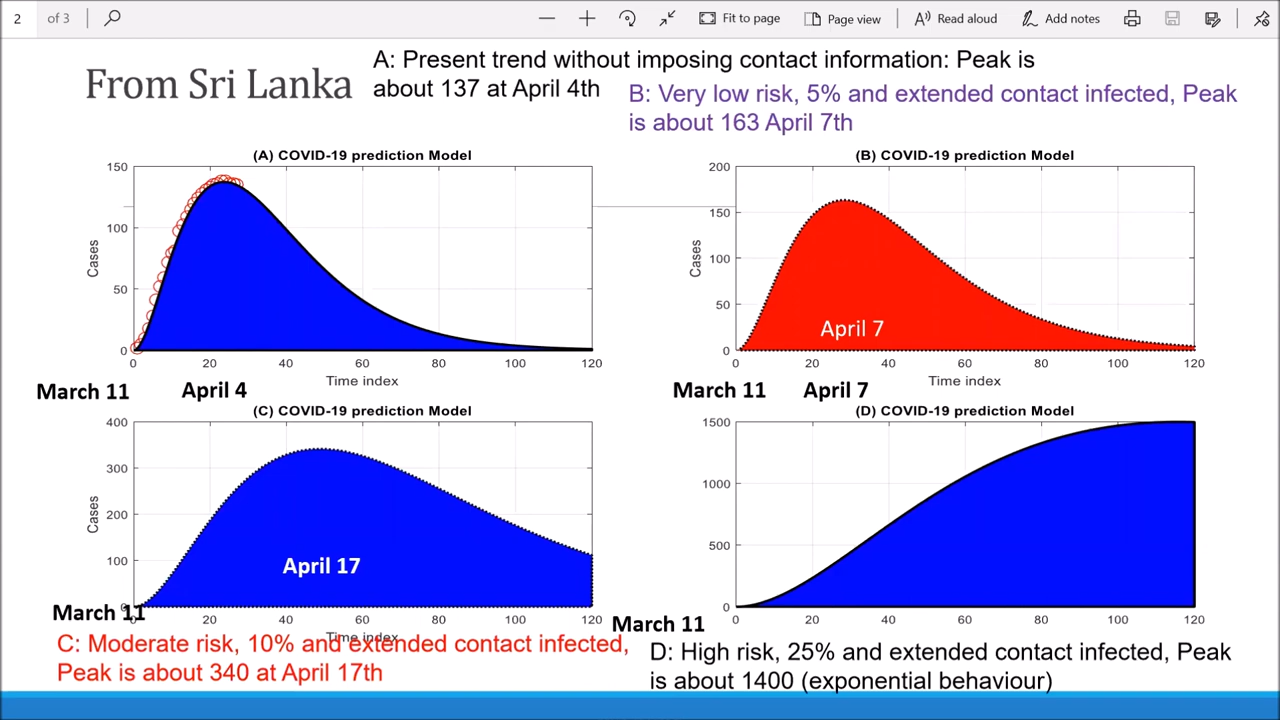 2 of 3 Fit to page Page view Read aloud Add notes
From Sri Lanka
A: Present trend without imposing contact information: Peak is
about 137 at April 4th
B: Very low risk, 5% and extended contact infected, Peak
is about 163 April 7th
(A) COVID-19 prediction Model
150
100
50
0
Cases
0 20 40 60 80 100 120
Time index
March 11 April 4
(B) COVID-19 prediction Model
200
150
100
50
0
Cases
April 7
0 20 40 60 80 100 120
Time index
March 11 April 7
(C) COVID-19 prediction Model
400
300
200
100
0
Cases
April 17
March 11
20 40 60 80 100 120
Time index
C: Moderate risk, 10% and extended contact infected,
Peak is about 340 at April 17th
(D) COVID-19 prediction Model
1500
1000
500
0
0 20 40 60 80 100 120
March 11
D: High risk, 25% and extended contact infected, Peak
is about 1400 (exponential behaviour)